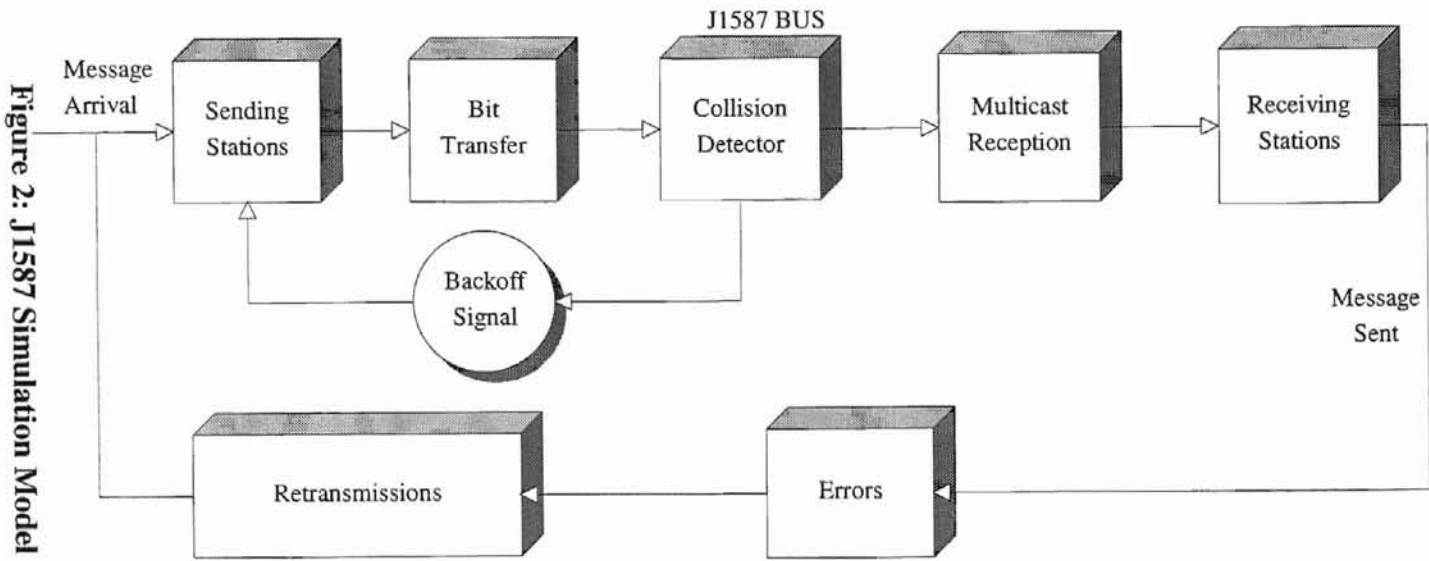 J1587 BUS
Message
Arrival
Sending
Stations
Bit
Transfer
Collision
Detector
Multicast
Reception
Receiving
Stations
Backoff
Signal
Message
Sent
Retransmissions
Errors
Figure 2: J1587 Simulation Model